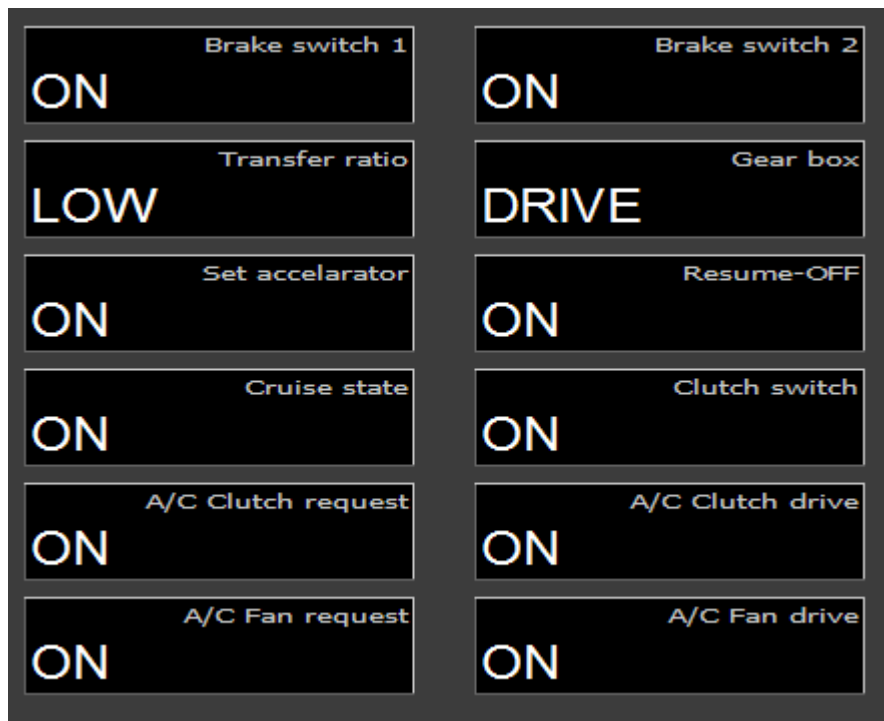 Brake switch 1
ON
Brake switch 2
ON
Transfer ratio
LOW
Gear box
DRIVE
Set accelarator
ON
Resume-OFF
ON
Cruise state
ON
Clutch switch
ON
A/C Clutch request
ON
A/C Clutch drive
ON
A/C Fan request
ON
A/C Fan drive
ON